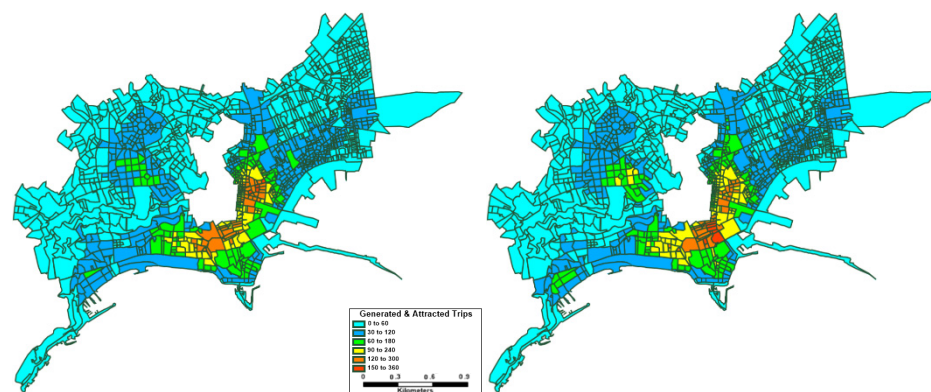 Generated & Attracted Trips
0 to 60
30 to 120
60 to 180
90 to 240
120 to 300
150 to 360
0 0.3 0.6 0.9
Kilometers